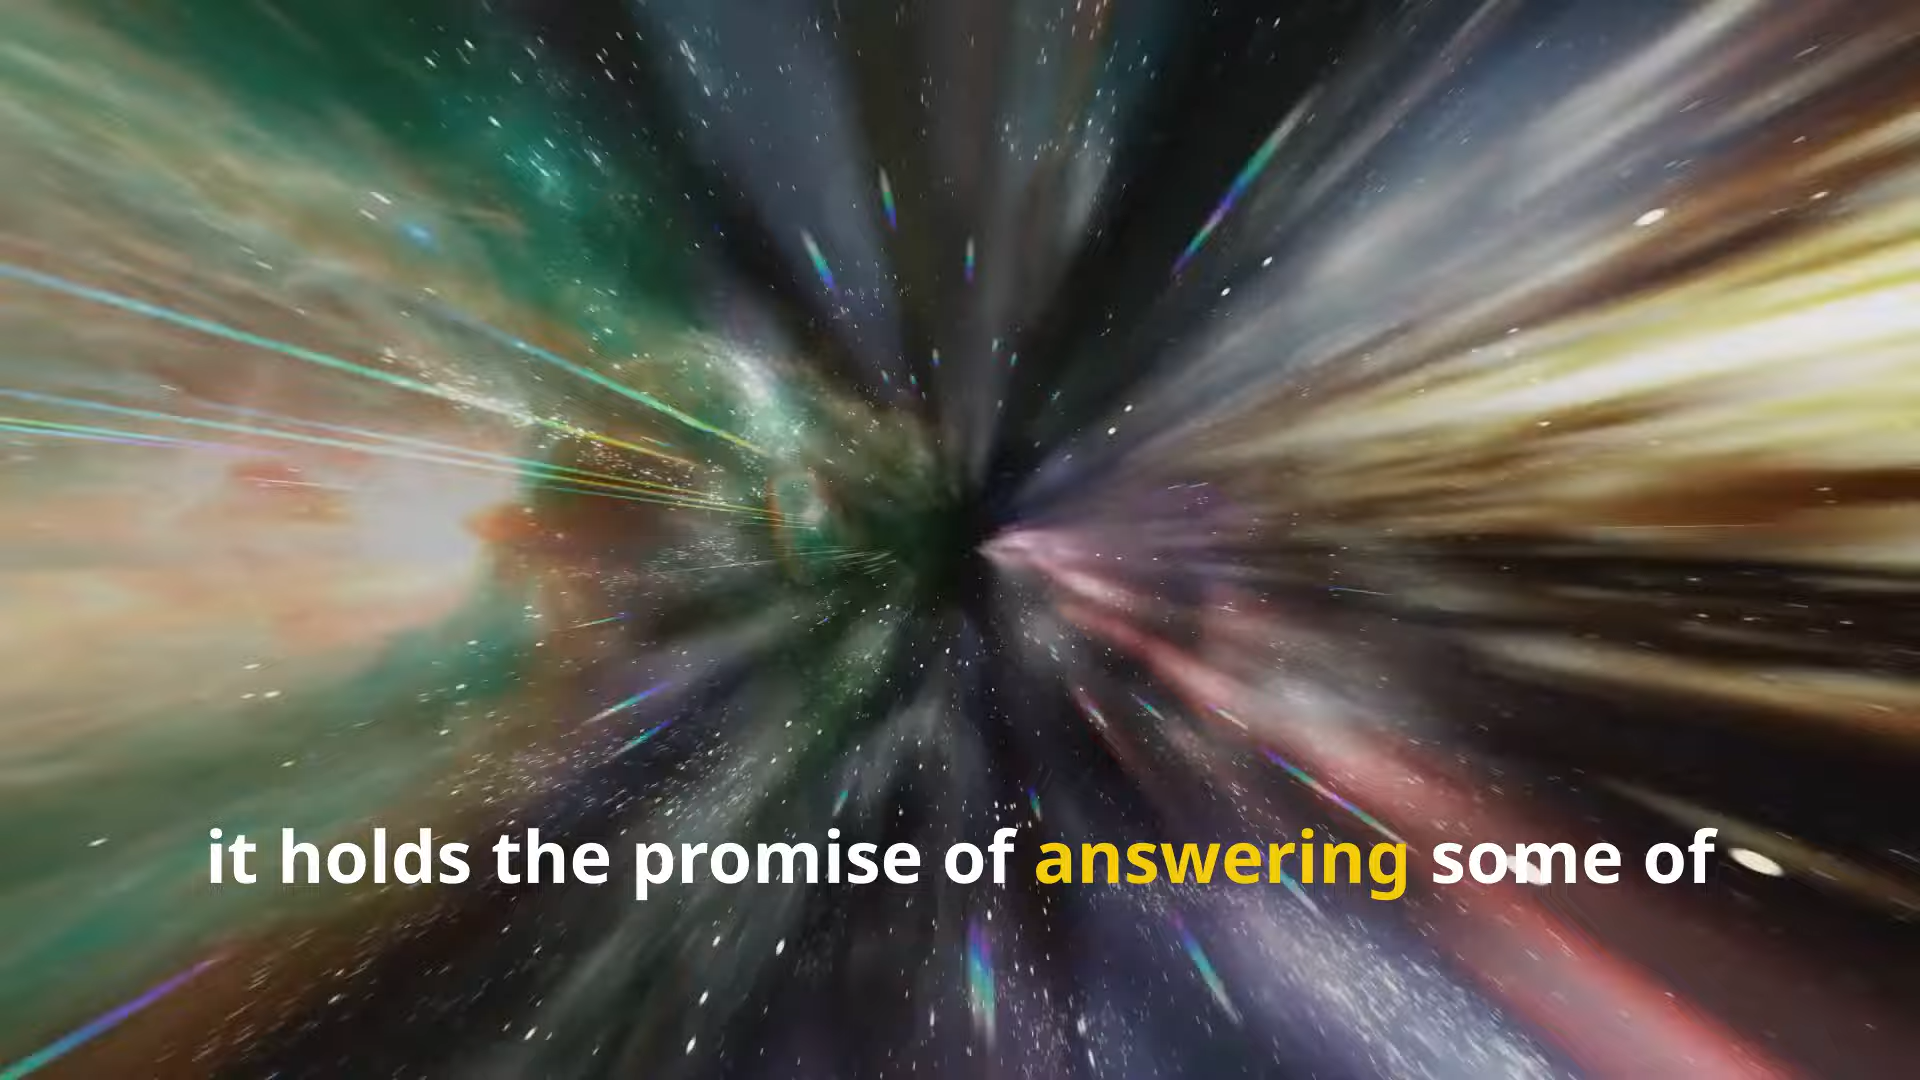 it holds the promise of answering some of